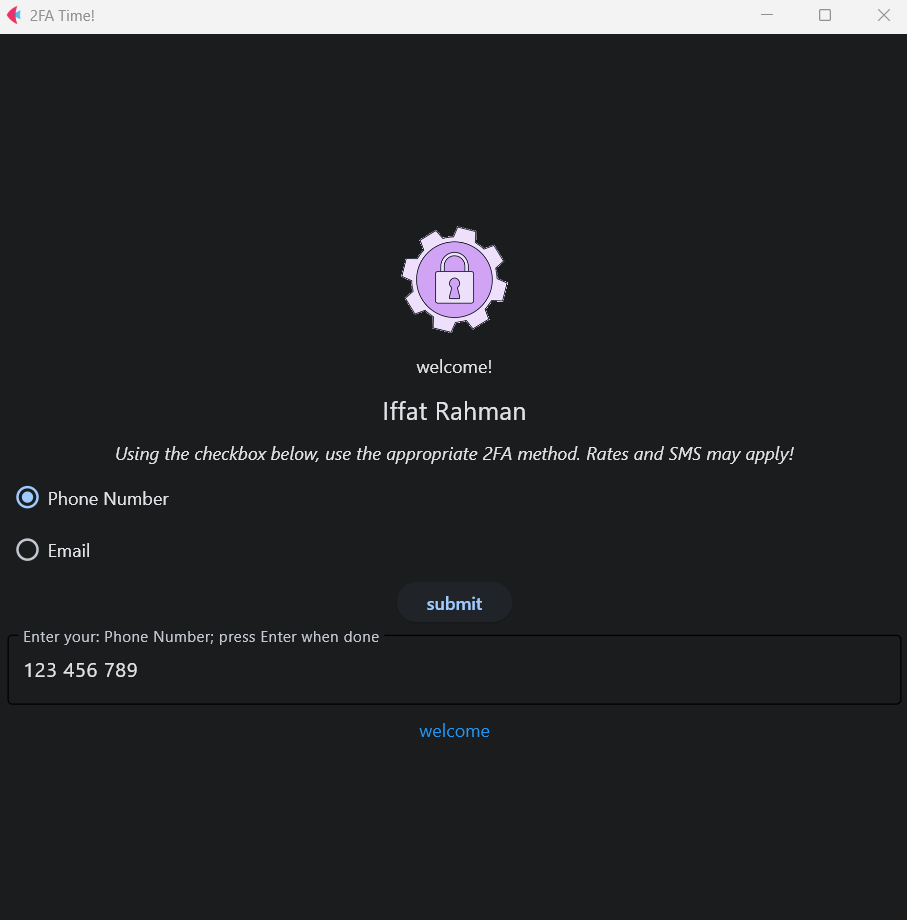 2FA Time!
welcome!
Iffat Rahman
Using the checkbox below, use the appropriate 2FA method. Rates and SMS may apply!
Phone Number
Email
submit
Enter your: Phone Number; press Enter when done
123 456 789
welcome